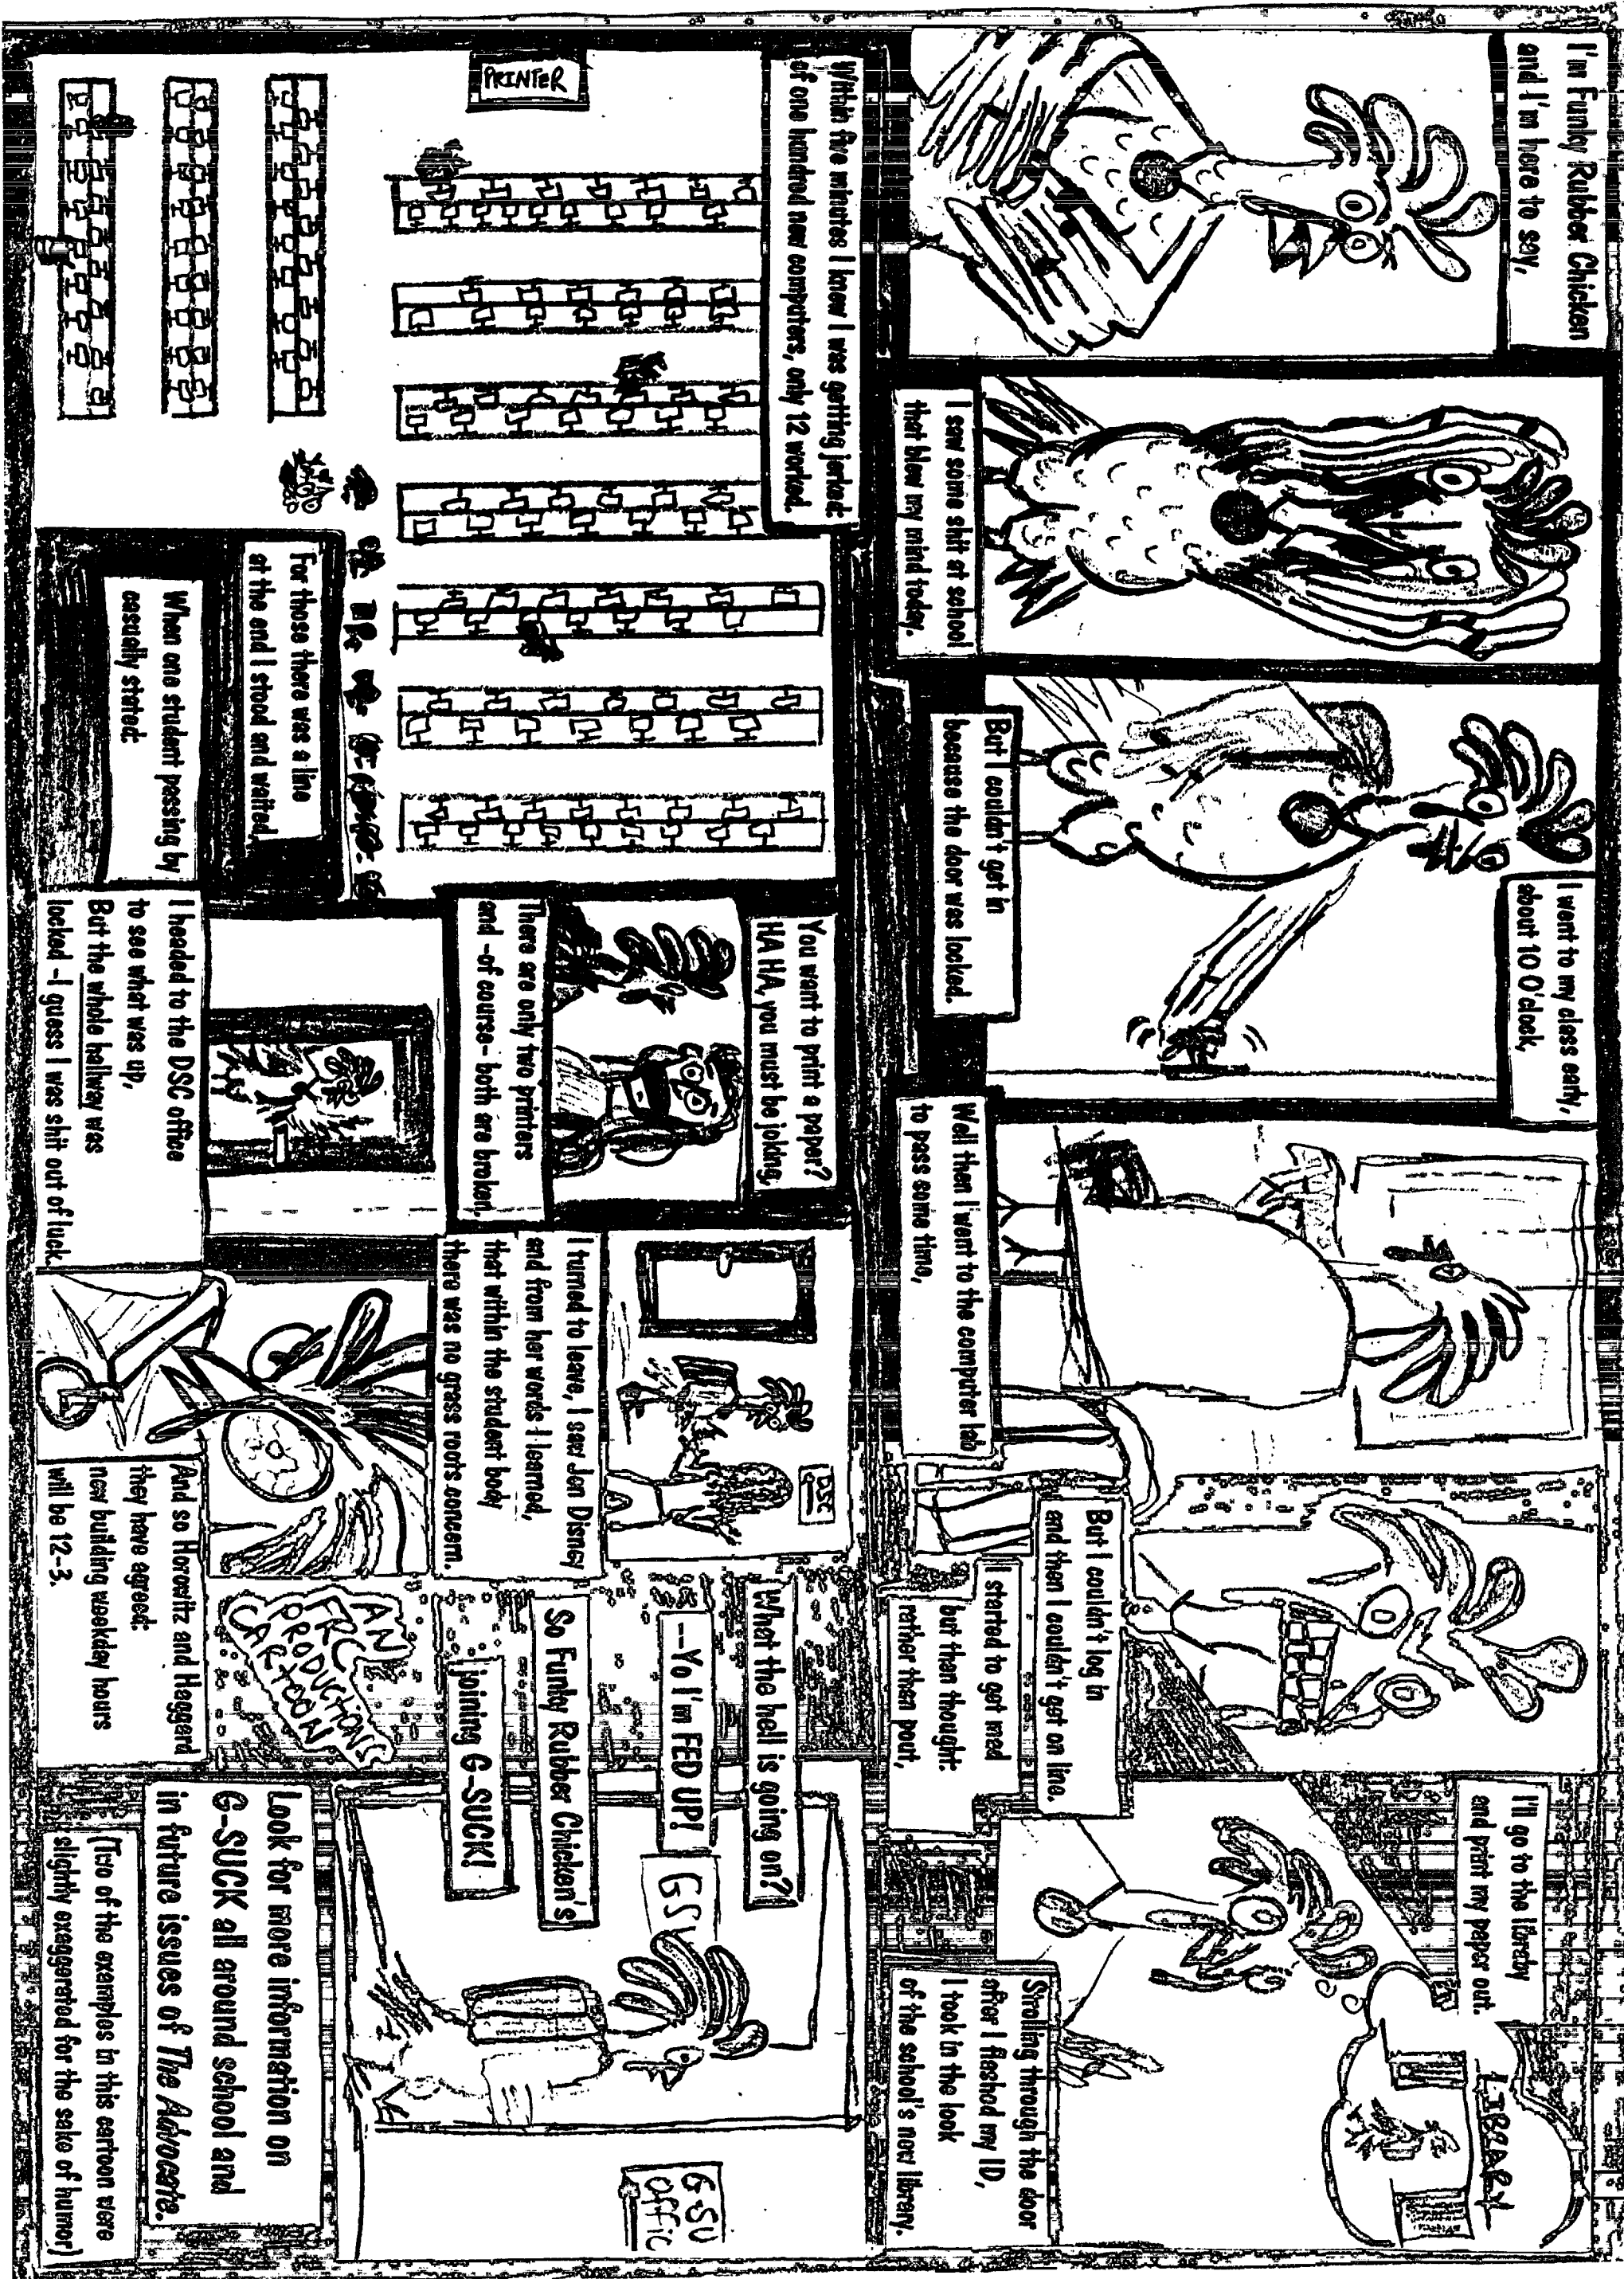 I'm Funky Rubber Chicken
and I'm here to say,
I saw some shit at school
that blew my mind today.
I went to my class early,
about 10 O'clock,
But I couldn't get in
because the door was locked.
Well then I went to the computer lab
to pass some time,
But I couldn't log in
and then I couldn't get on line.
I started to get mad
but than thought:
rather then pout,
I'll go to the library
and print my paper out.
LIBRARY
Strolling through the door
after I flashed my ID,
I took in the look
of the school's new library.
Within five minutes I knew I was getting jerked:
of one hundred new computers, only 12 worked.
PRINTER
For those there was a line
at the end I stood and waited,
When one student passing by
casually stated:
You want to print a paper?
HA HA, you must be joking.
There are only two printers
and -of course- both are broken,
I headed to the DSC office
to see what was up,
But the whole hallway was
locked -I guess I was shit out of luck.
DSC
I turned to leave, I saw Jen Disney
and from her words I learned,
that within the student body
there was no grass roots concern.
And so Horowitz and Haggard
they have agreed:
new building weekday hours
will be 12-3.
AN
FRC
PRODUCTIONS
CARTOON
What the hell is going on?
--Yo I'm FED UP!
So Funky Rubber Chicken's
joining G-SUCK!
GSU
GSU
OFFIC
Look for more information on
G-SUCK all around school and
in future issues of The Advocate.
(Two of the examples in this cartoon were
slightly exaggerated for the sake of humor)